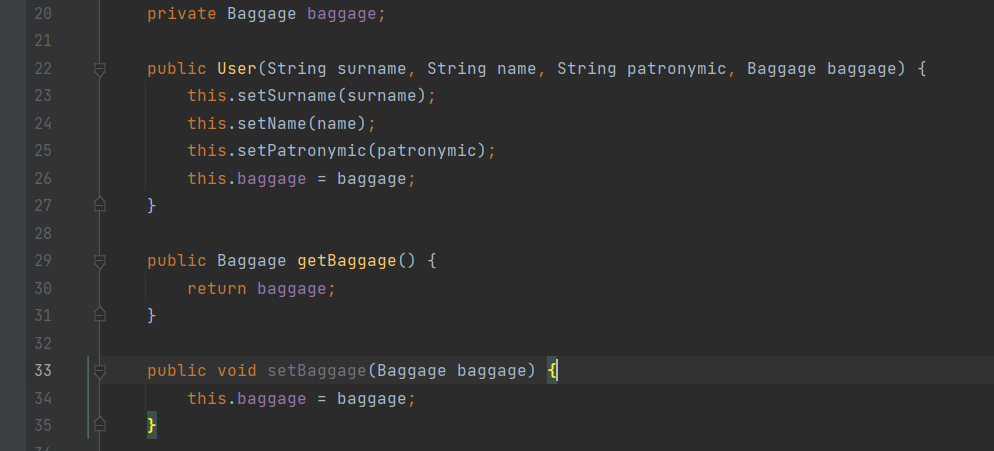 20 private Baggage baggage;
21
22 public User(String surname, String name, String patronymic, Baggage baggage) {
23 this.setSurname(surname);
24 this.setName(name);
25 this.setPatronymic(patronymic);
26 this.baggage = baggage;
27 }
28
29 public Baggage getBaggage() {
30 return baggage;
31 }
32
33 public void setBaggage(Baggage baggage) {
34 this.baggage = baggage;
35 }